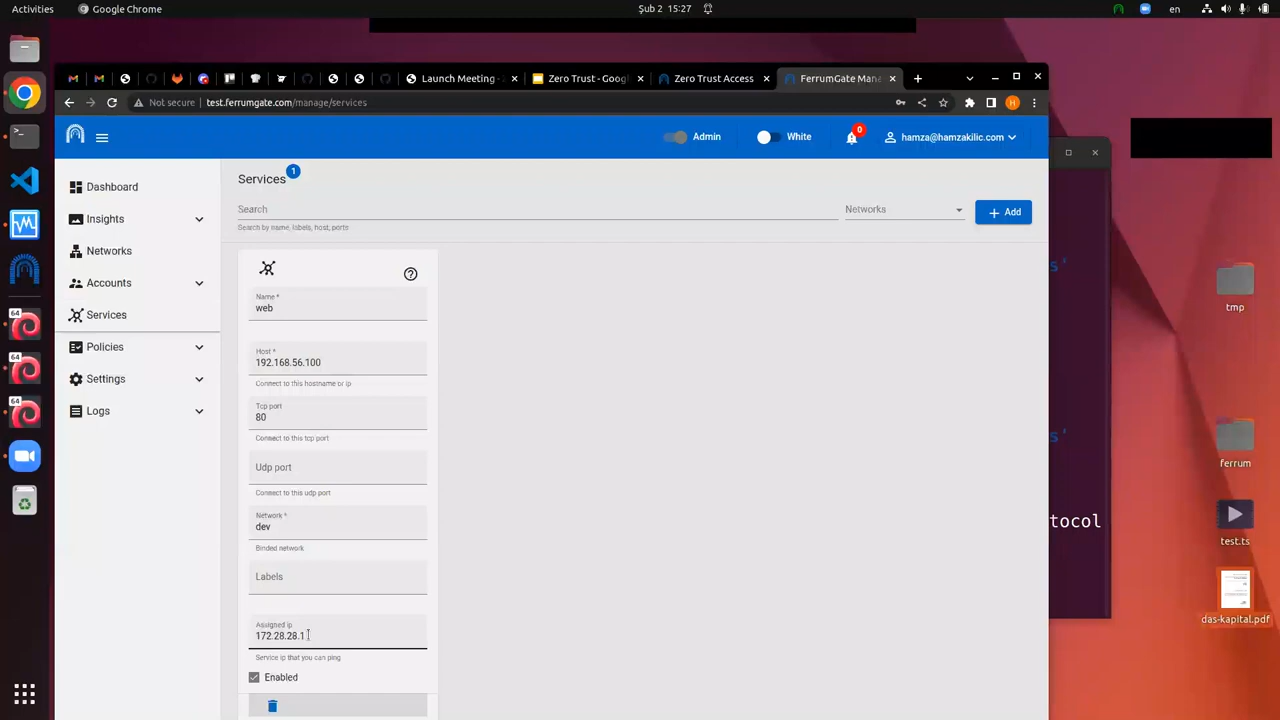 Activities
Google Chrome
Şub 2 15:27
en
Launch Meeting -
Zero Trust - Goog
Zero Trust Access
FerrumGate Mana
Not secure
test.ferrumgate.com/manage/services
H
Admin
White
0
hamza@hamzakilic.com
Dashboard
Insights
Networks
Accounts
Services
Policies
Settings
Logs
Services
1
Search
Search by name, labels, host, ports
Networks
+ Add
Name *
web
Host *
192.168.56.100
Connect to this hostname or ip
Tcp port
80
Connect to this tcp port
Udp port
Connect to this udp port
Network *
dev
Binded network
Labels
Assigned ip
172.28.28.1
Service ip that you can ping
Enabled
64
64
64
s'
s'
tocol
tmp
ferrum
test.ts
das-kapital.pdf